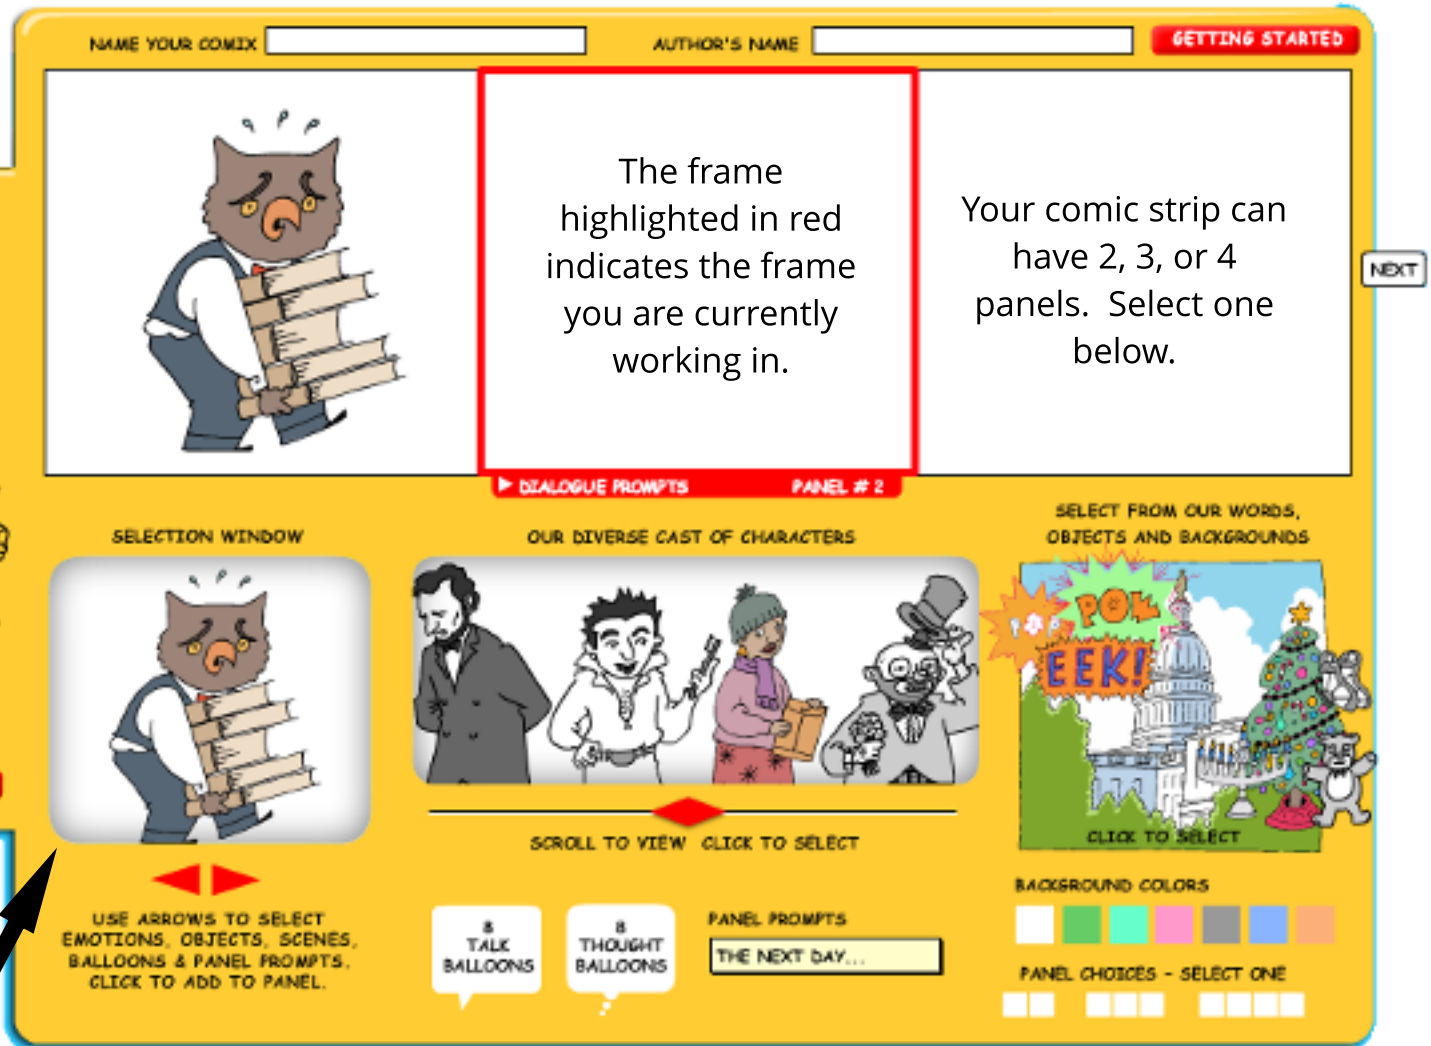 NAME YOUR COMIX
AUTHOR'S NAME
GETTING STARTED
The frame
highlighted in red
indicates the frame
you are currently
working in.
Your comic strip can
have 2, 3, or 4
panels. Select one
below.
NEXT
DIALOGUE PROMPTS
PANEL # 2
SELECTION WINDOW
OUR DIVERSE CAST OF CHARACTERS
SELECT FROM OUR WORDS,
OBJECTS AND BACKGROUNDS
POW
EEK!
CLICK TO SELECT
SCROLL TO VIEW CLICK TO SELECT
USE ARROWS TO SELECT
EMOTIONS, OBJECTS, SCENES,
BALLOONS & PANEL PROMPTS.
CLICK TO ADD TO PANEL.
8
TALK
BALLOONS
8
THOUGHT
BALLOONS
PANEL PROMPTS
THE NEXT DAY...
BACKGROUND COLORS
PANEL CHOICES - SELECT ONE